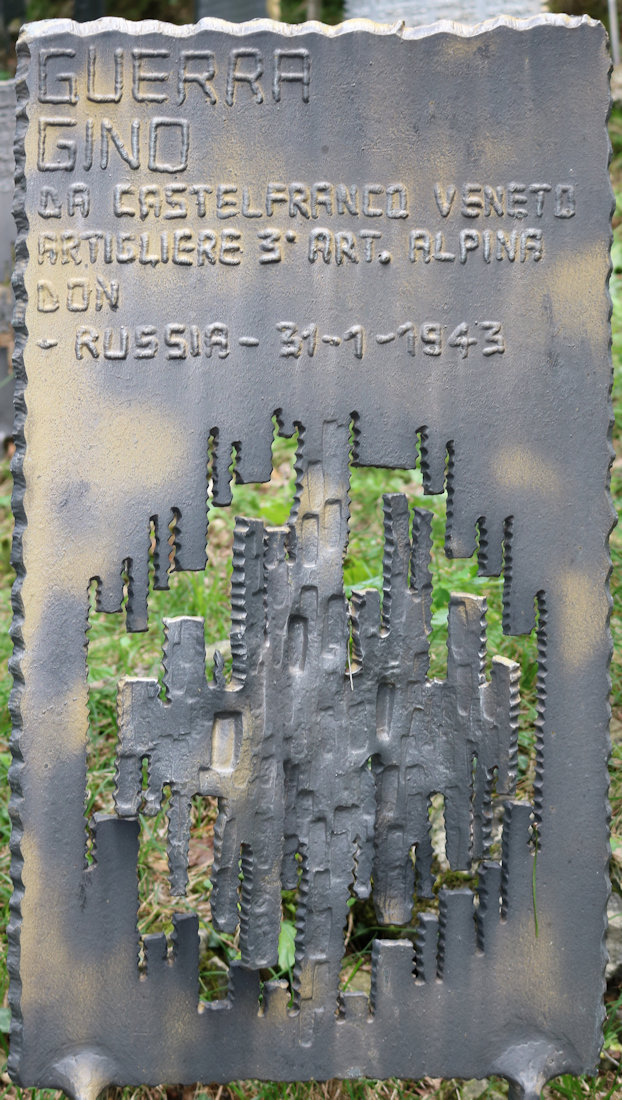 GUERRA
GINO
DA CASTELFRANCO VENETO
ARTIGLIERE 3° ART. ALPINA
DON
- RUSSIA - 31-1-1943